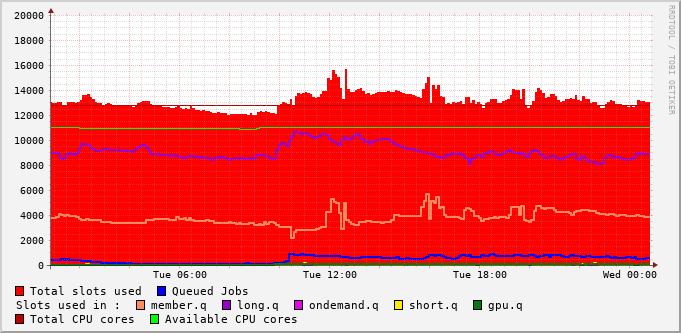 RRDTOOL / TOBI OETIKER
20000
18000
16000
14000
12000
10000
8000
6000
4000
2000
0
Tue 06:00 Tue 12:00 Tue 18:00 Wed 00:00
Total slots used Queued Jobs
Slots used in : member.q long.q ondemand.q short.q gpu.q
Total CPU cores Available CPU cores